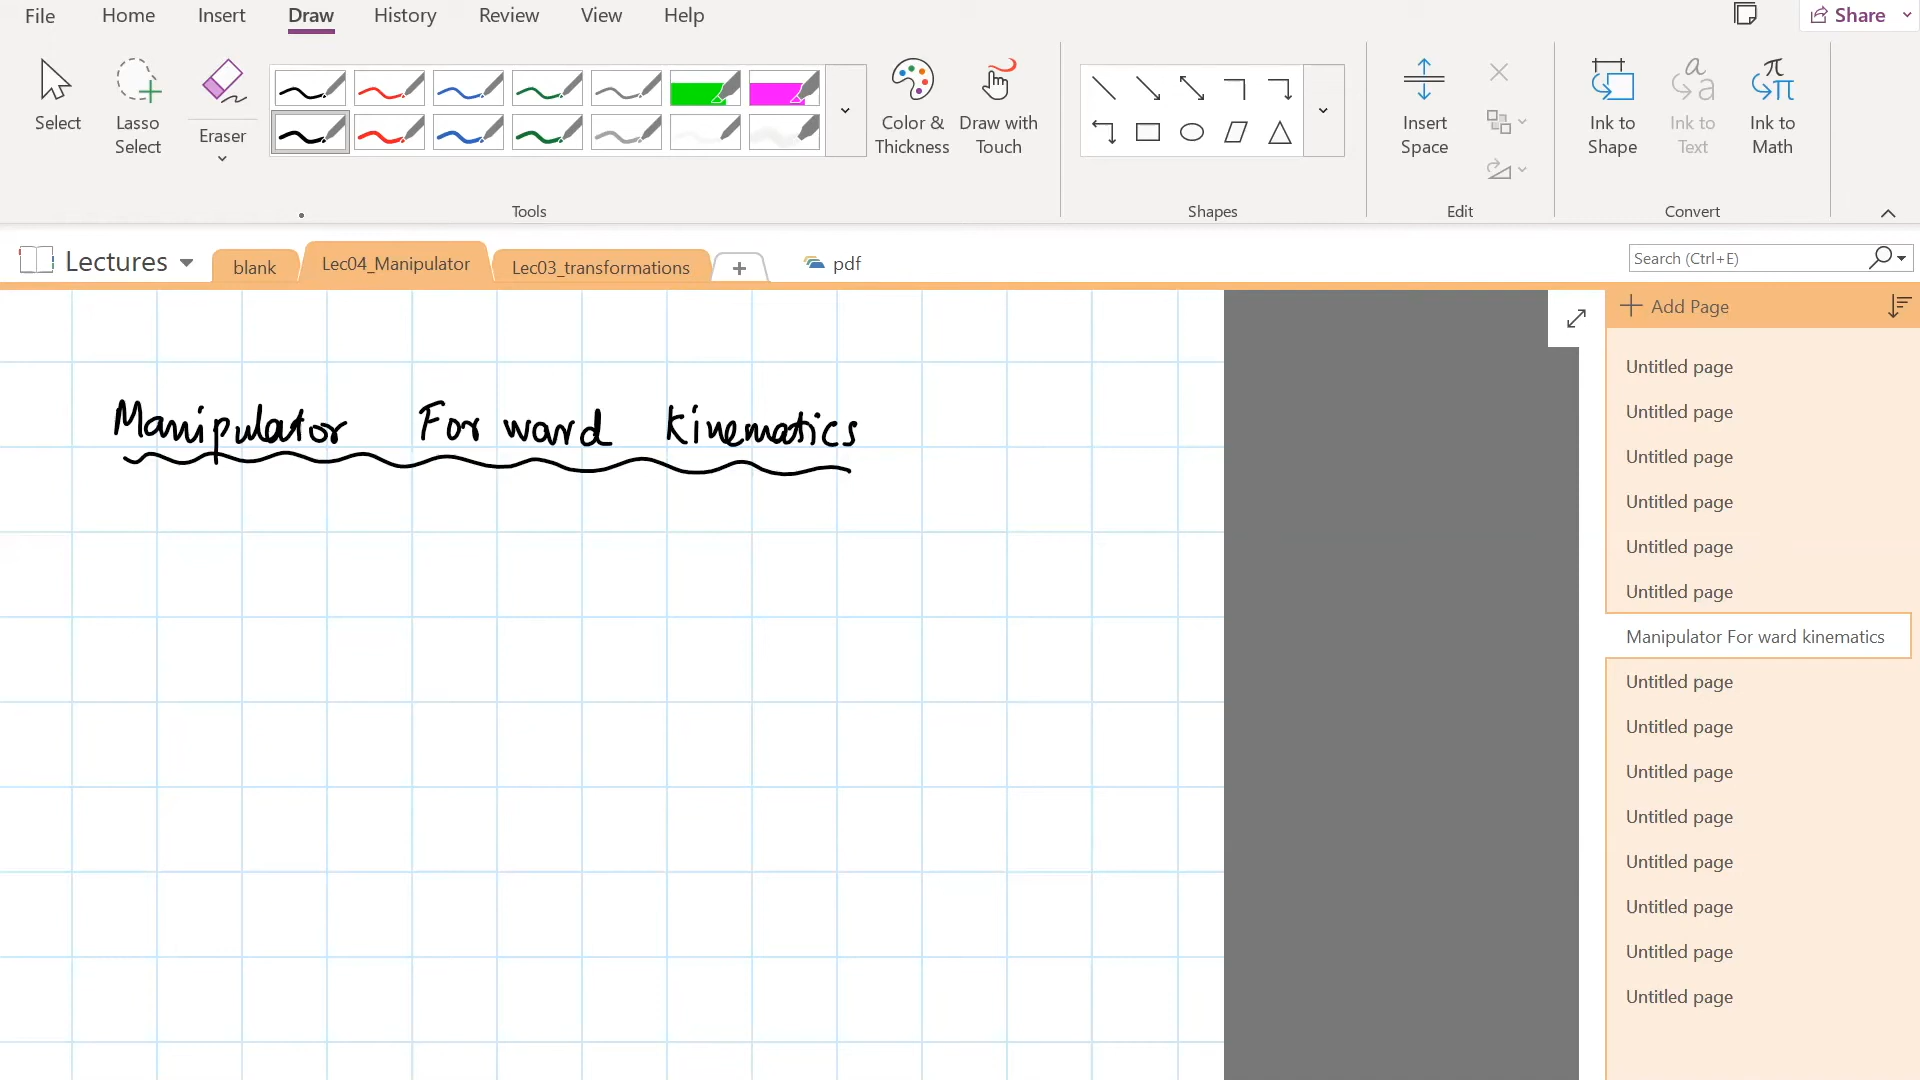 File Home Insert Draw History Review View Help Share
Select Lasso Select Eraser Color & Thickness Draw with Touch Insert Space Ink to Shape Ink to Text Ink to Math
Tools Shapes Edit Convert
Lectures blank Lec04_Manipulator Lec03_transformations pdf Search (Ctrl+E)
Add Page
Manipulator For ward kinematics
Untitled page
Untitled page
Untitled page
Untitled page
Untitled page
Untitled page
Manipulator For ward kinematics
Untitled page
Untitled page
Untitled page
Untitled page
Untitled page
Untitled page
Untitled page
Untitled page